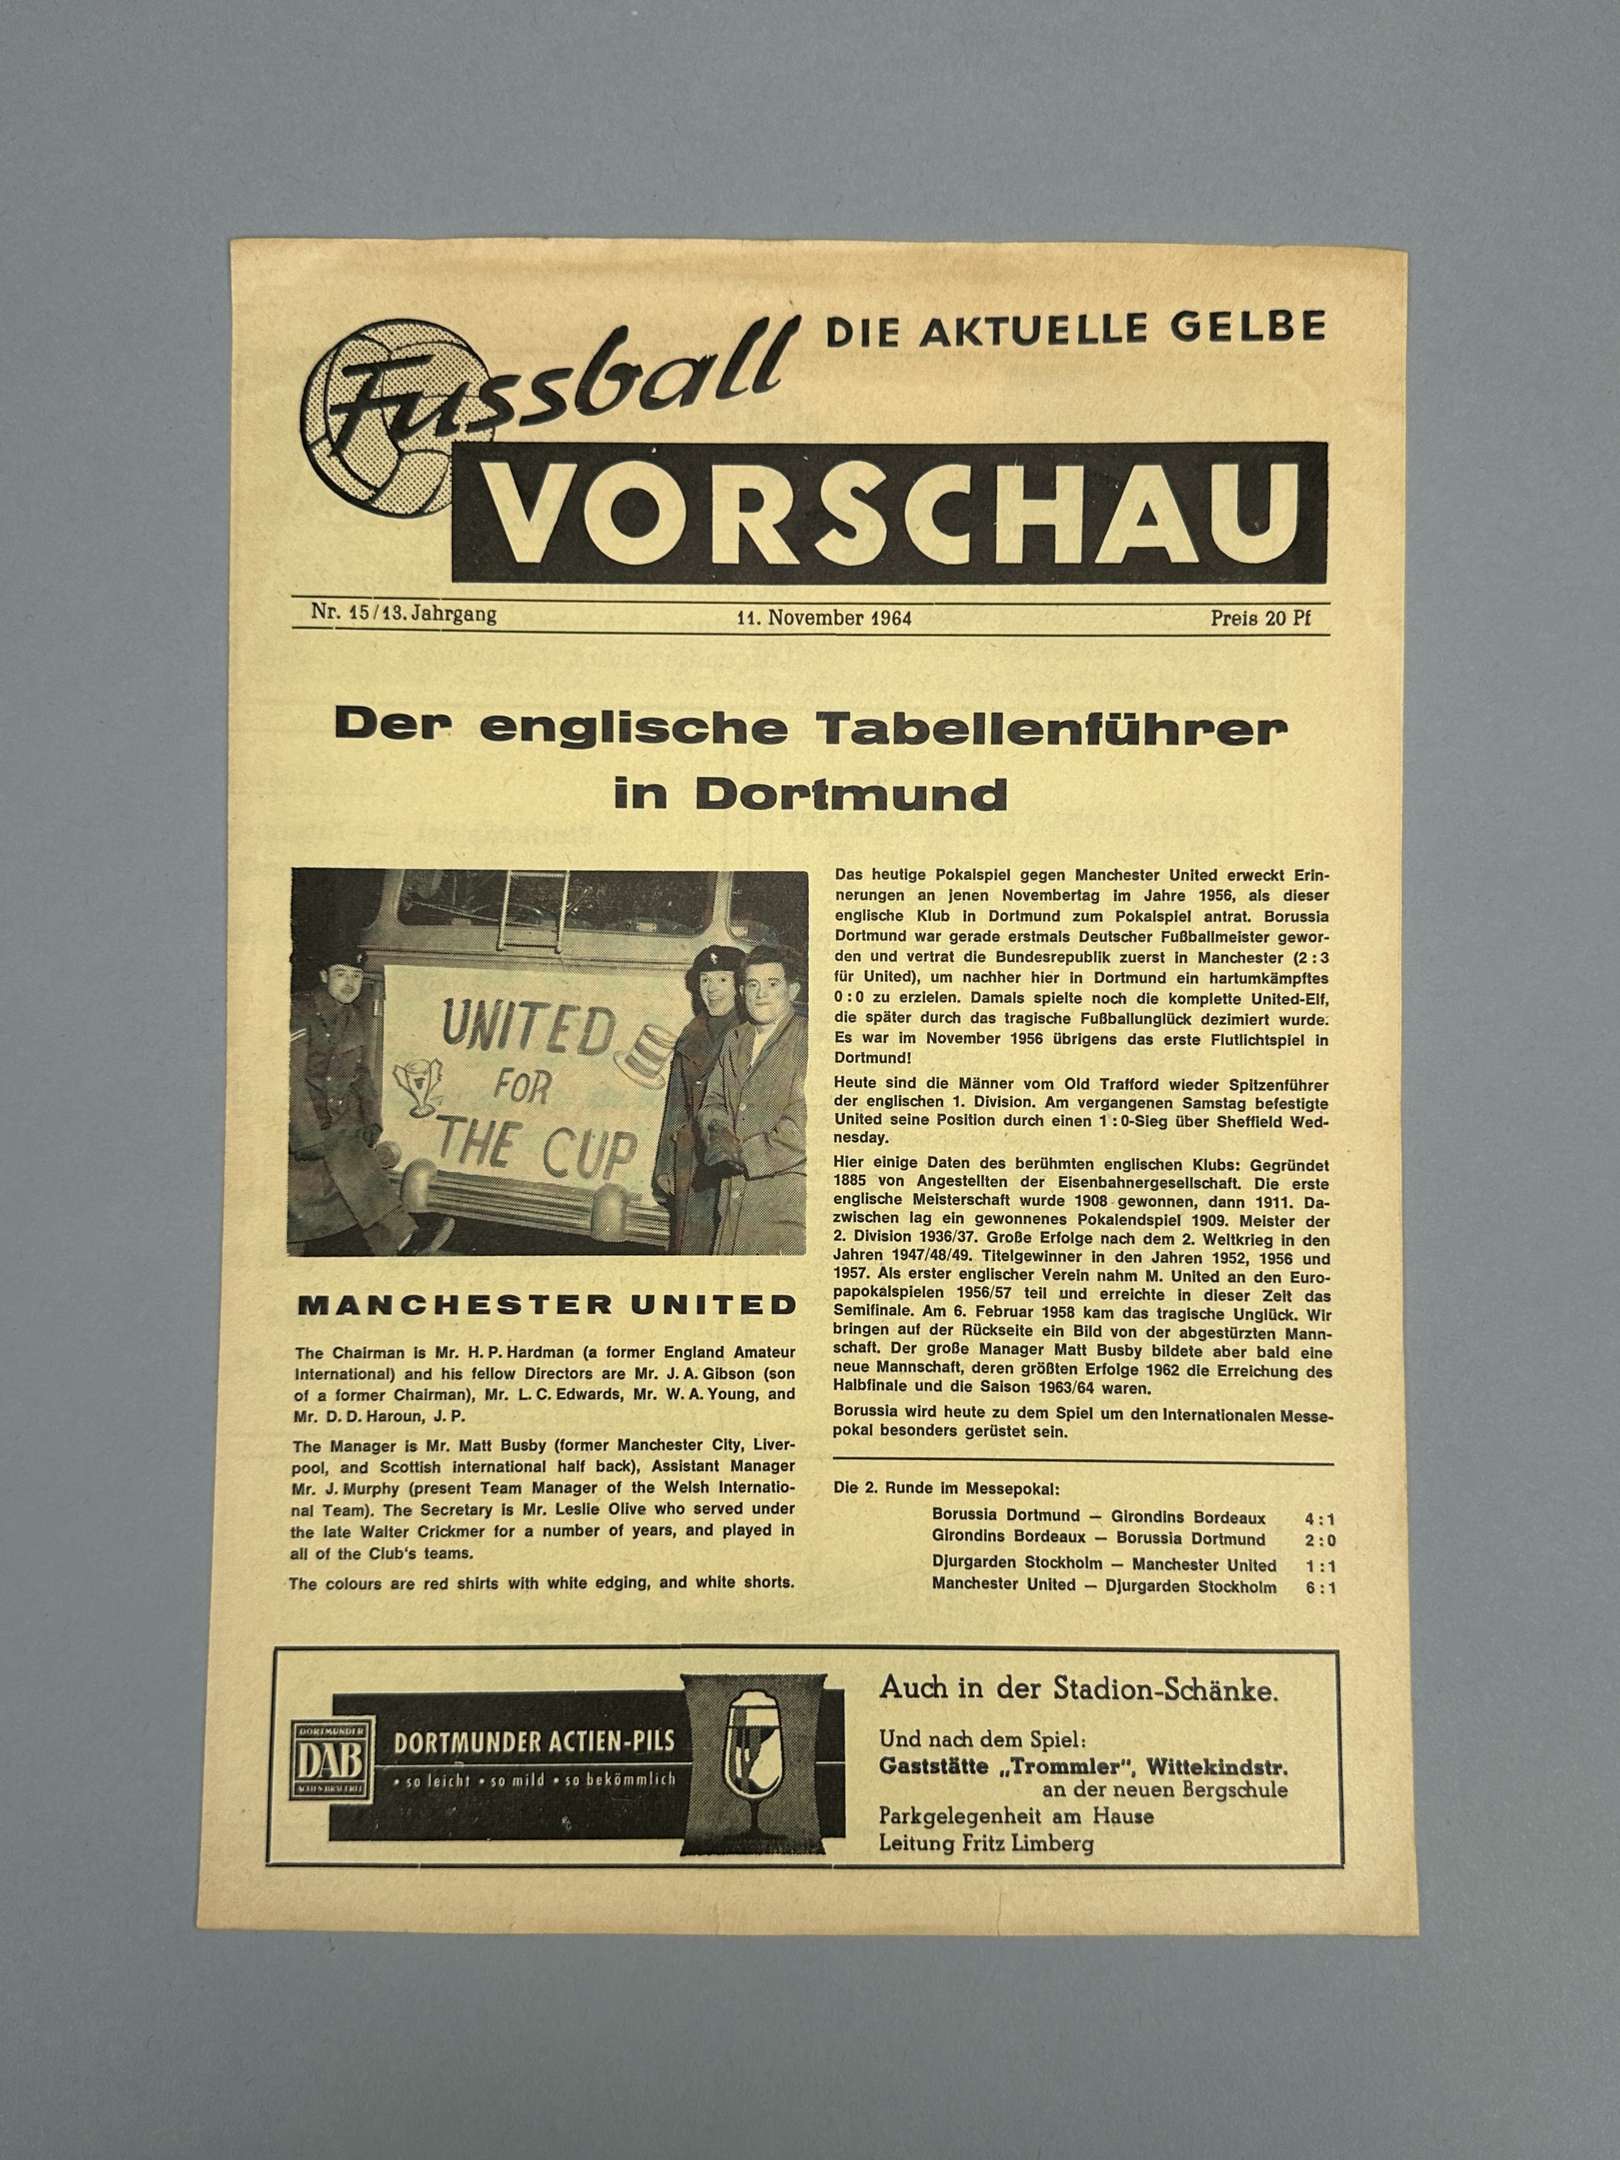 Fussball
DIE AKTUELLE GELBE
VORSCHAU
Nr. 15/13. Jahrgang
11. November 1964
Preis 20 Pf
Der englische Tabellenführer
in Dortmund
UNITED
FOR
THE CUP
MANCHESTER UNITED
The Chairman is Mr. H. P. Hardman (a former England Amateur
International) and his fellow Directors are Mr. J. A. Gibson (son
of a former Chairman), Mr. L. C. Edwards, Mr. W. A. Young, and
Mr. D. D. Haroun, J. P.
The Manager is Mr. Matt Busby (former Manchester City, Liver-
pool, and Scottish international half back), Assistant Manager
Mr. J. Murphy (present Team Manager of the Welsh Internatio-
nal Team). The Secretary is Mr. Leslie Olive who served under
the late Walter Crickmer for a number of years, and played in
all of the Club's teams.
The colours are red shirts with white edging, and white shorts.
Das heutige Pokalspiel gegen Manchester United erweckt Erin-
nerungen an jenen Novembertag im Jahre 1956, als dieser
englische Klub in Dortmund zum Pokalspiel antrat. Borussia
Dortmund war gerade erstmals Deutscher Fußballmeister gewor-
den und vertrat die Bundesrepublik zuerst in Manchester (2 : 3
für United), um nachher hier in Dortmund ein hartumkämpftes
0 : 0 zu erzielen. Damals spielte noch die komplette United-Elf,
die später durch das tragische Fußballunglück dezimiert wurde.
Es war im November 1956 übrigens das erste Flutlichtspiel in
Dortmund!
Heute sind die Männer vom Old Trafford wieder Spitzenführer
der englischen 1. Division. Am vergangenen Samstag befestigte
United seine Position durch einen 1 : 0-Sieg über Sheffield Wed-
nesday.
Hier einige Daten des berühmten englischen Klubs: Gegründet
1885 von Angestellten der Eisenbahnergesellschaft. Die erste
englische Meisterschaft wurde 1908 gewonnen, dann 1911. Da-
zwischen lag ein gewonnenes Pokalendspiel 1909. Meister der
2. Division 1936/37. Große Erfolge nach dem 2. Weltkrieg in den
Jahren 1947/48/49. Titelgewinner in den Jahren 1952, 1956 und
1957. Als erster englischer Verein nahm M. United an den Euro-
papokalspielen 1956/57 teil und erreichte in dieser Zeit das
Semifinale. Am 6. Februar 1958 kam das tragische Unglück. Wir
bringen auf der Rückseite ein Bild von der abgestürzten Mann-
schaft. Der große Manager Matt Busby bildete aber bald eine
neue Mannschaft, deren größten Erfolge 1962 die Erreichung des
Halbfinale und die Saison 1963/64 waren.
Borussia wird heute zu dem Spiel um den Internationalen Messe-
pokal besonders gerüstet sein.
Die 2. Runde im Messepokal:
Borussia Dortmund — Girondins Bordeaux 4 : 1
Girondins Bordeaux — Borussia Dortmund 2 : 0
Djurgarden Stockholm — Manchester United 1 : 1
Manchester United — Djurgarden Stockholm 6 : 1
DORTMUNDER
DAB
ACTIEN-BRAUEREI
DORTMUNDER ACTIEN-PILS
• so leicht • so mild • so bekömmlich
Auch in der Stadion-Schänke.
Und nach dem Spiel:
Gaststätte „Trommler“, Wittekindstr.
an der neuen Bergschule
Parkgelegenheit am Hause
Leitung Fritz Limberg